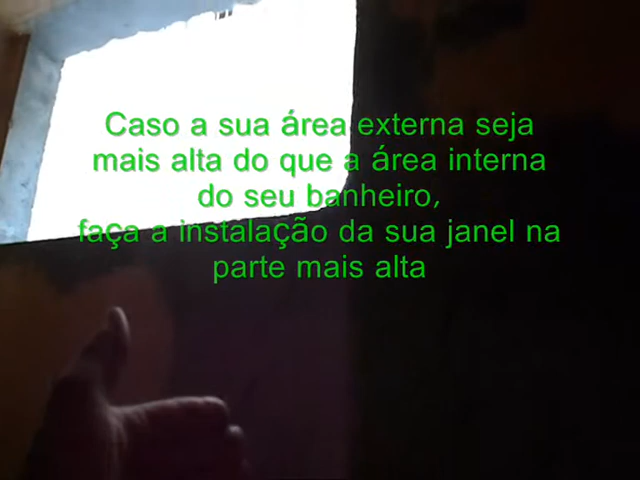 Caso a sua área externa seja
mais alta do que a área interna
do seu banheiro,
faça a instalação da sua janel na
parte mais alta